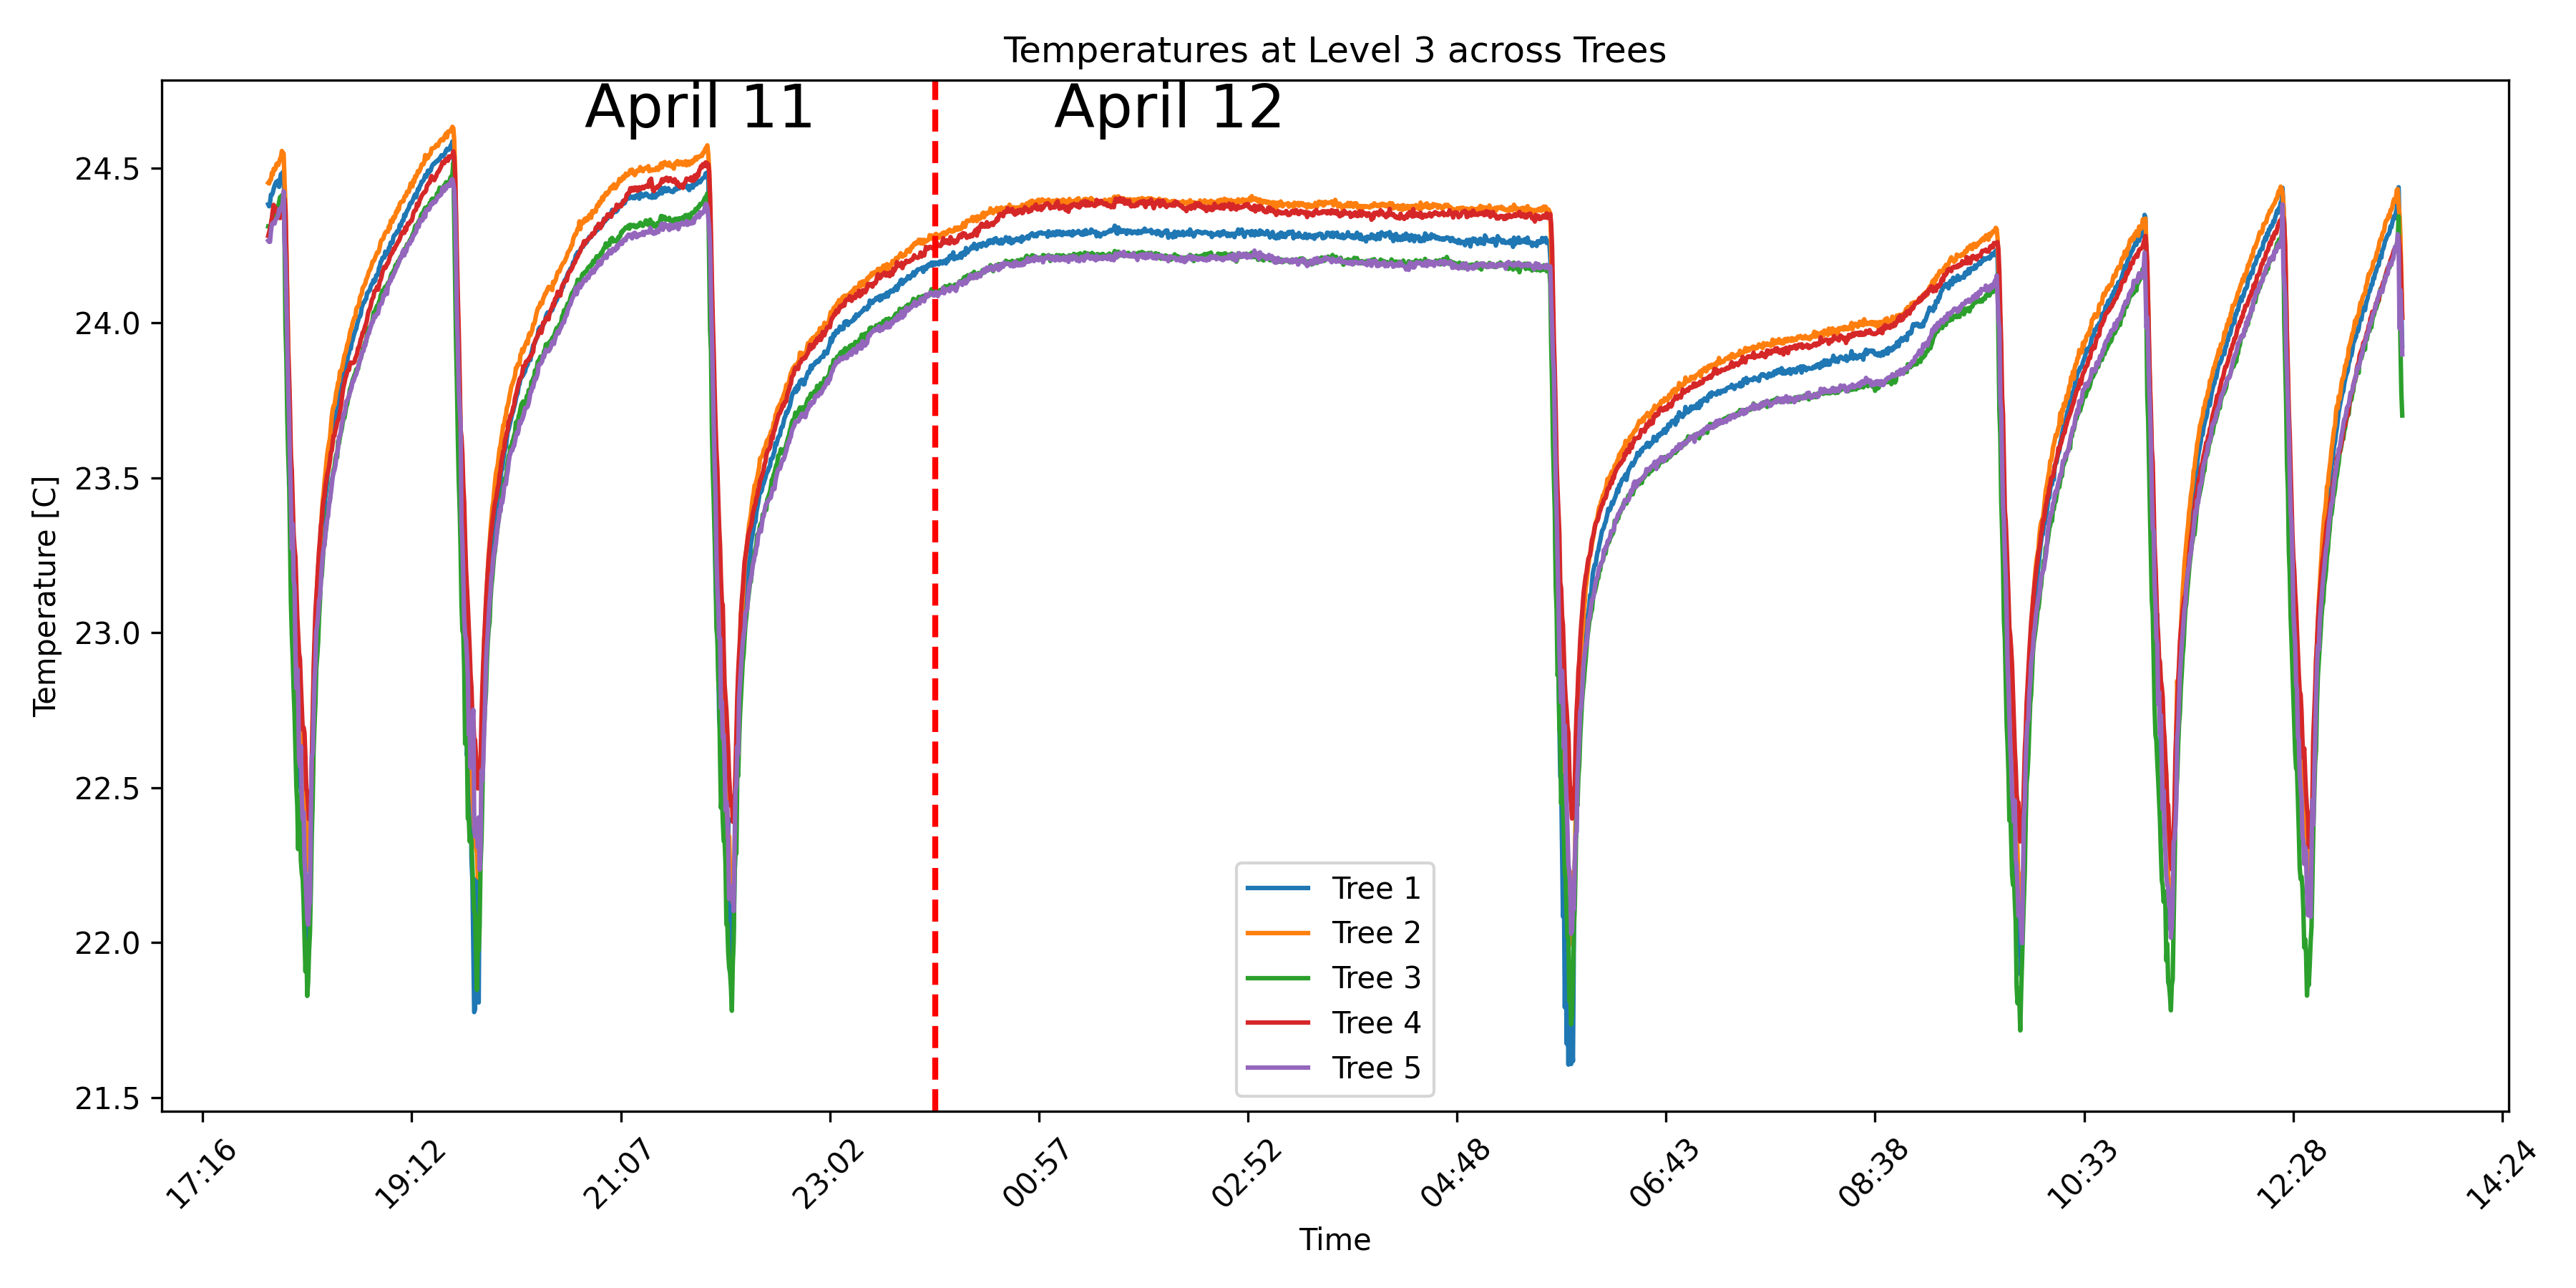 Temperatures at Level 3 across Trees
April 11 April 12
24.5
24.0
23.5
23.0
22.5
22.0
21.5
Temperature [C]
Tree 1
Tree 2
Tree 3
Tree 4
Tree 5
17:16 19:12 21:07 23:02 00:57 02:52 04:48 06:43 08:38 10:33 12:28 14:24
Time